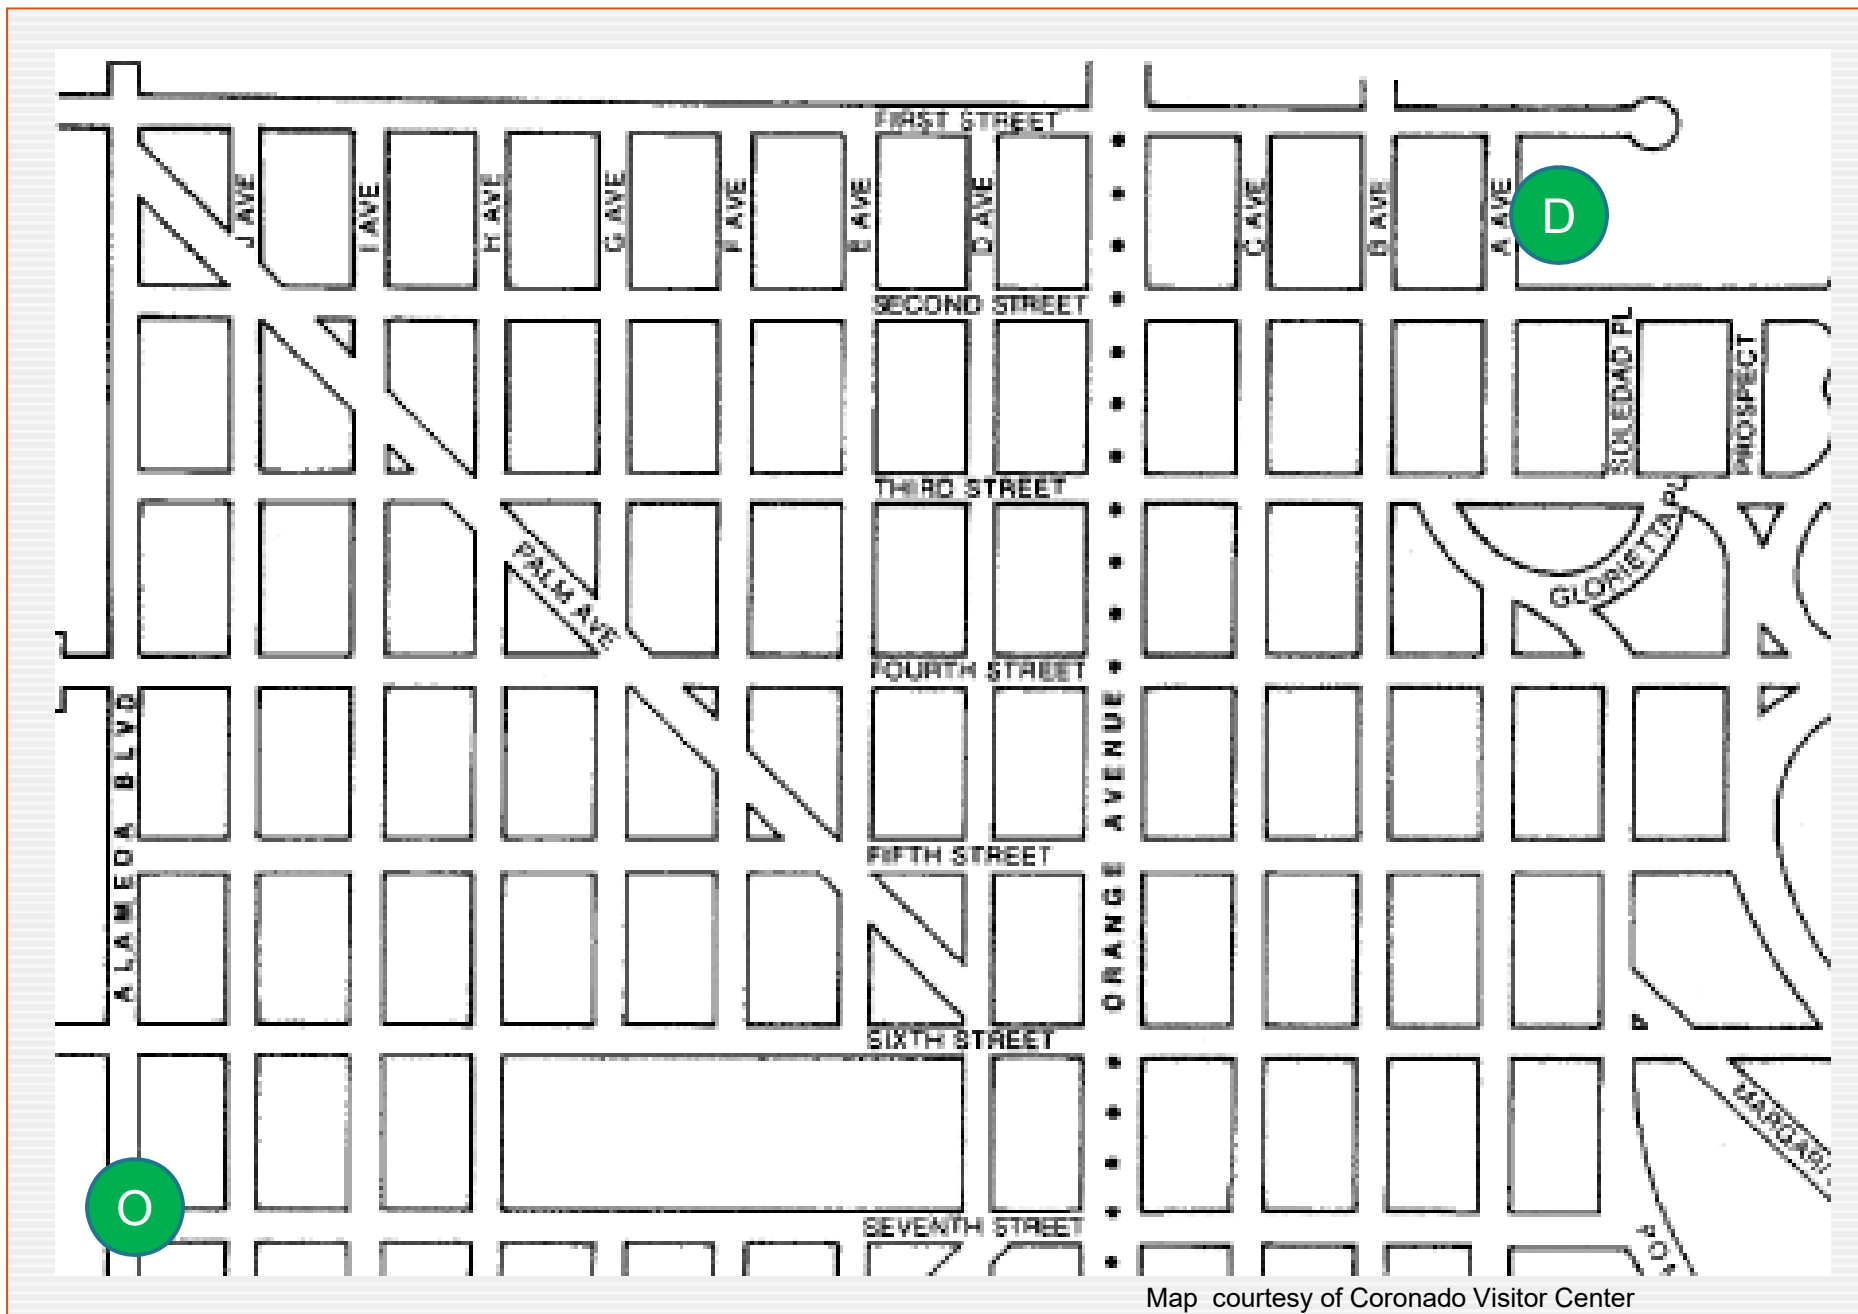 FIRST STREET
J AVE
I AVE
H AVE
G AVE
F AVE
E AVE
D AVE
C AVE
B AVE
A AVE
D
SECOND STREET
SOLEDAD PL
PROSPECT
THIRD STREET
PALM AVE
GLORIETTA PL
FOURTH STREET
ALAMEDA BLVD
ORANGE AVENUE
FIFTH STREET
SIXTH STREET
MARGARI
O
SEVENTH STREET
PO
Map courtesy of Coronado Visitor Center